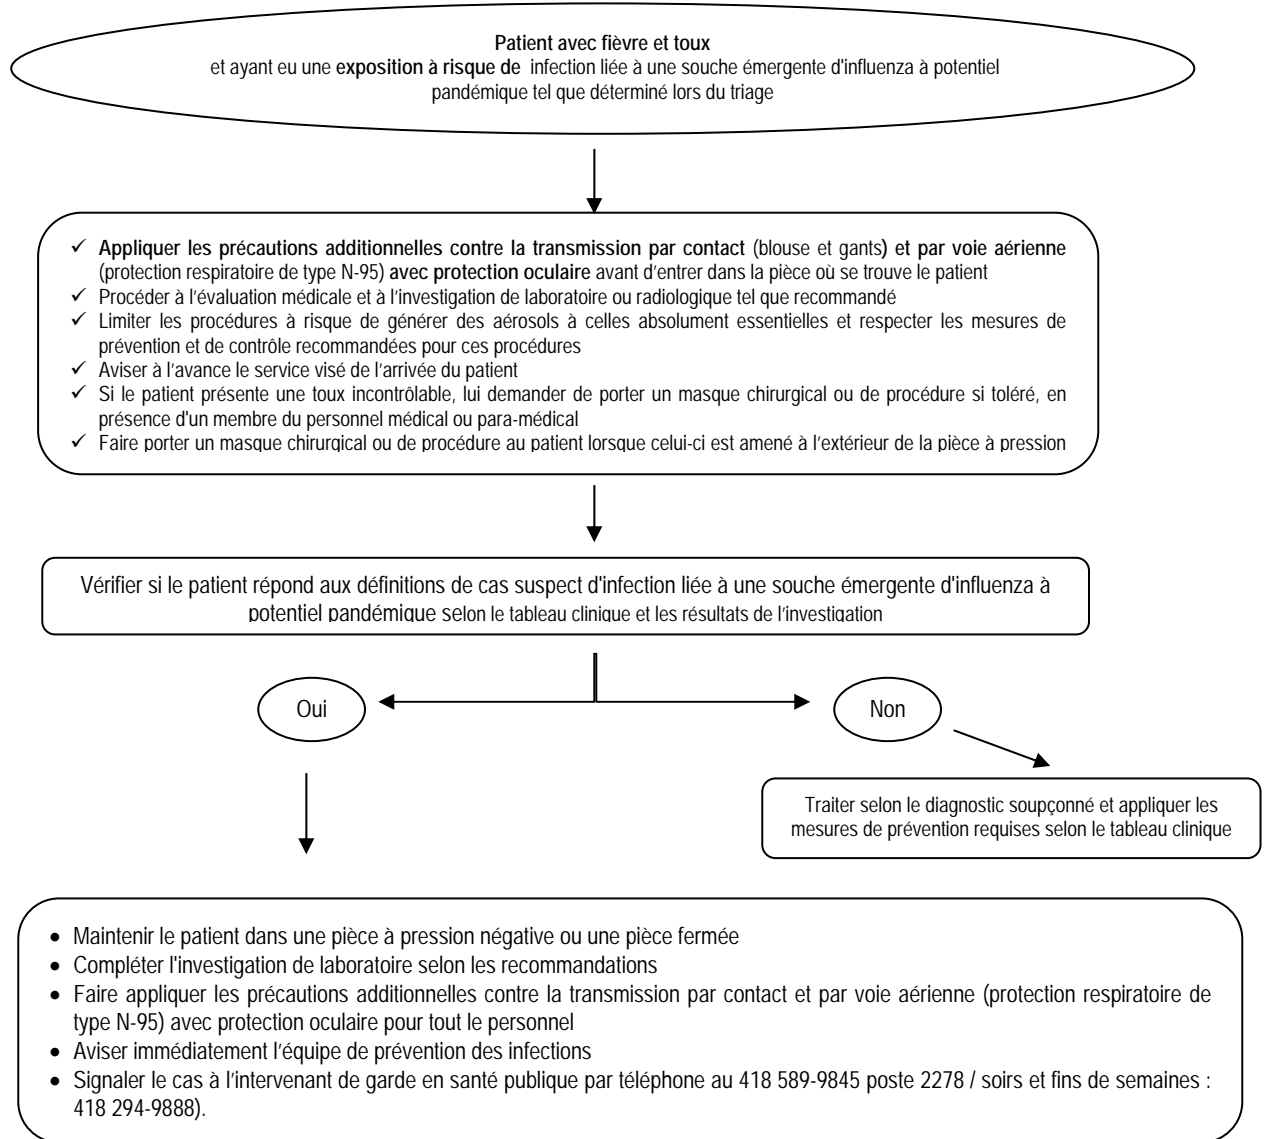 Patient avec fièvre et toux
et ayant eu une exposition à risque de infection liée à une souche émergente d'influenza à potentiel
pandémique tel que déterminé lors du triage
✓ Appliquer les précautions additionnelles contre la transmission par contact (blouse et gants) et par voie aérienne
(protection respiratoire de type N-95) avec protection oculaire avant d'entrer dans la pièce où se trouve le patient
✓ Procéder à l'évaluation médicale et à l'investigation de laboratoire ou radiologique tel que recommandé
✓ Limiter les procédures à risque de générer des aérosols à celles absolument essentielles et respecter les mesures de
prévention et de contrôle recommandées pour ces procédures
✓ Aviser à l'avance le service visé de l'arrivée du patient
✓ Si le patient présente une toux incontrôlable, lui demander de porter un masque chirurgical ou de procédure si toléré, en
présence d'un membre du personnel médical ou para-médical
✓ Faire porter un masque chirurgical ou de procédure au patient lorsque celui-ci est amené à l'extérieur de la pièce à pression
Vérifier si le patient répond aux définitions de cas suspect d'infection liée à une souche émergente d'influenza à
potentiel pandémique selon le tableau clinique et les résultats de l'investigation
Oui
Non
Traiter selon le diagnostic soupçonné et appliquer les
mesures de prévention requises selon le tableau clinique
• Maintenir le patient dans une pièce à pression négative ou une pièce fermée
• Compléter l'investigation de laboratoire selon les recommandations
• Faire appliquer les précautions additionnelles contre la transmission par contact et par voie aérienne (protection respiratoire de
type N-95) avec protection oculaire pour tout le personnel
• Aviser immédiatement l'équipe de prévention des infections
• Signaler le cas à l'intervenant de garde en santé publique par téléphone au 418 589-9845 poste 2278 / soirs et fins de semaines :
418 294-9888).